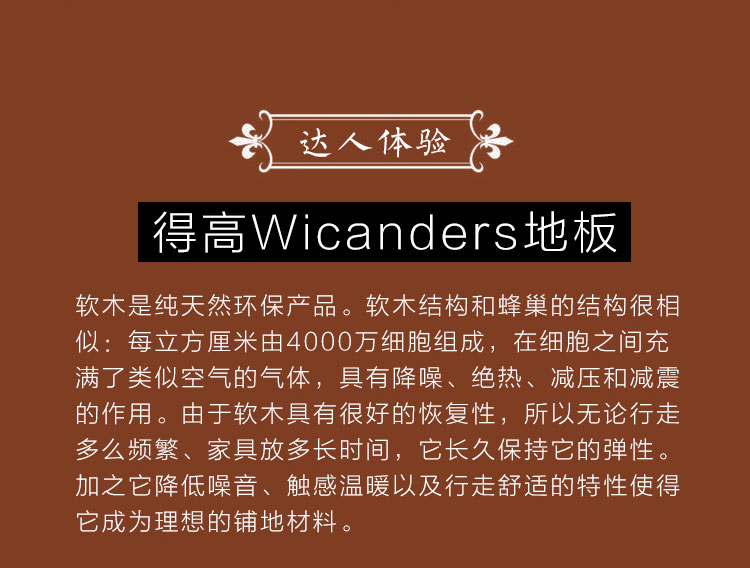 达人体验
得高Wicanders地板
软木是纯天然环保产品。软木结构和蜂巢的结构很相
似：每立方厘米由4000万细胞组成，在细胞之间充
满了类似空气的气体，具有降噪、绝热、减压和减震
的作用。由于软木具有很好的恢复性，所以无论行走
多么频繁、家具放多长时间，它长久保持它的弹性。
加之它降低噪音、触感温暖以及行走舒适的特性使得
它成为理想的铺地材料。